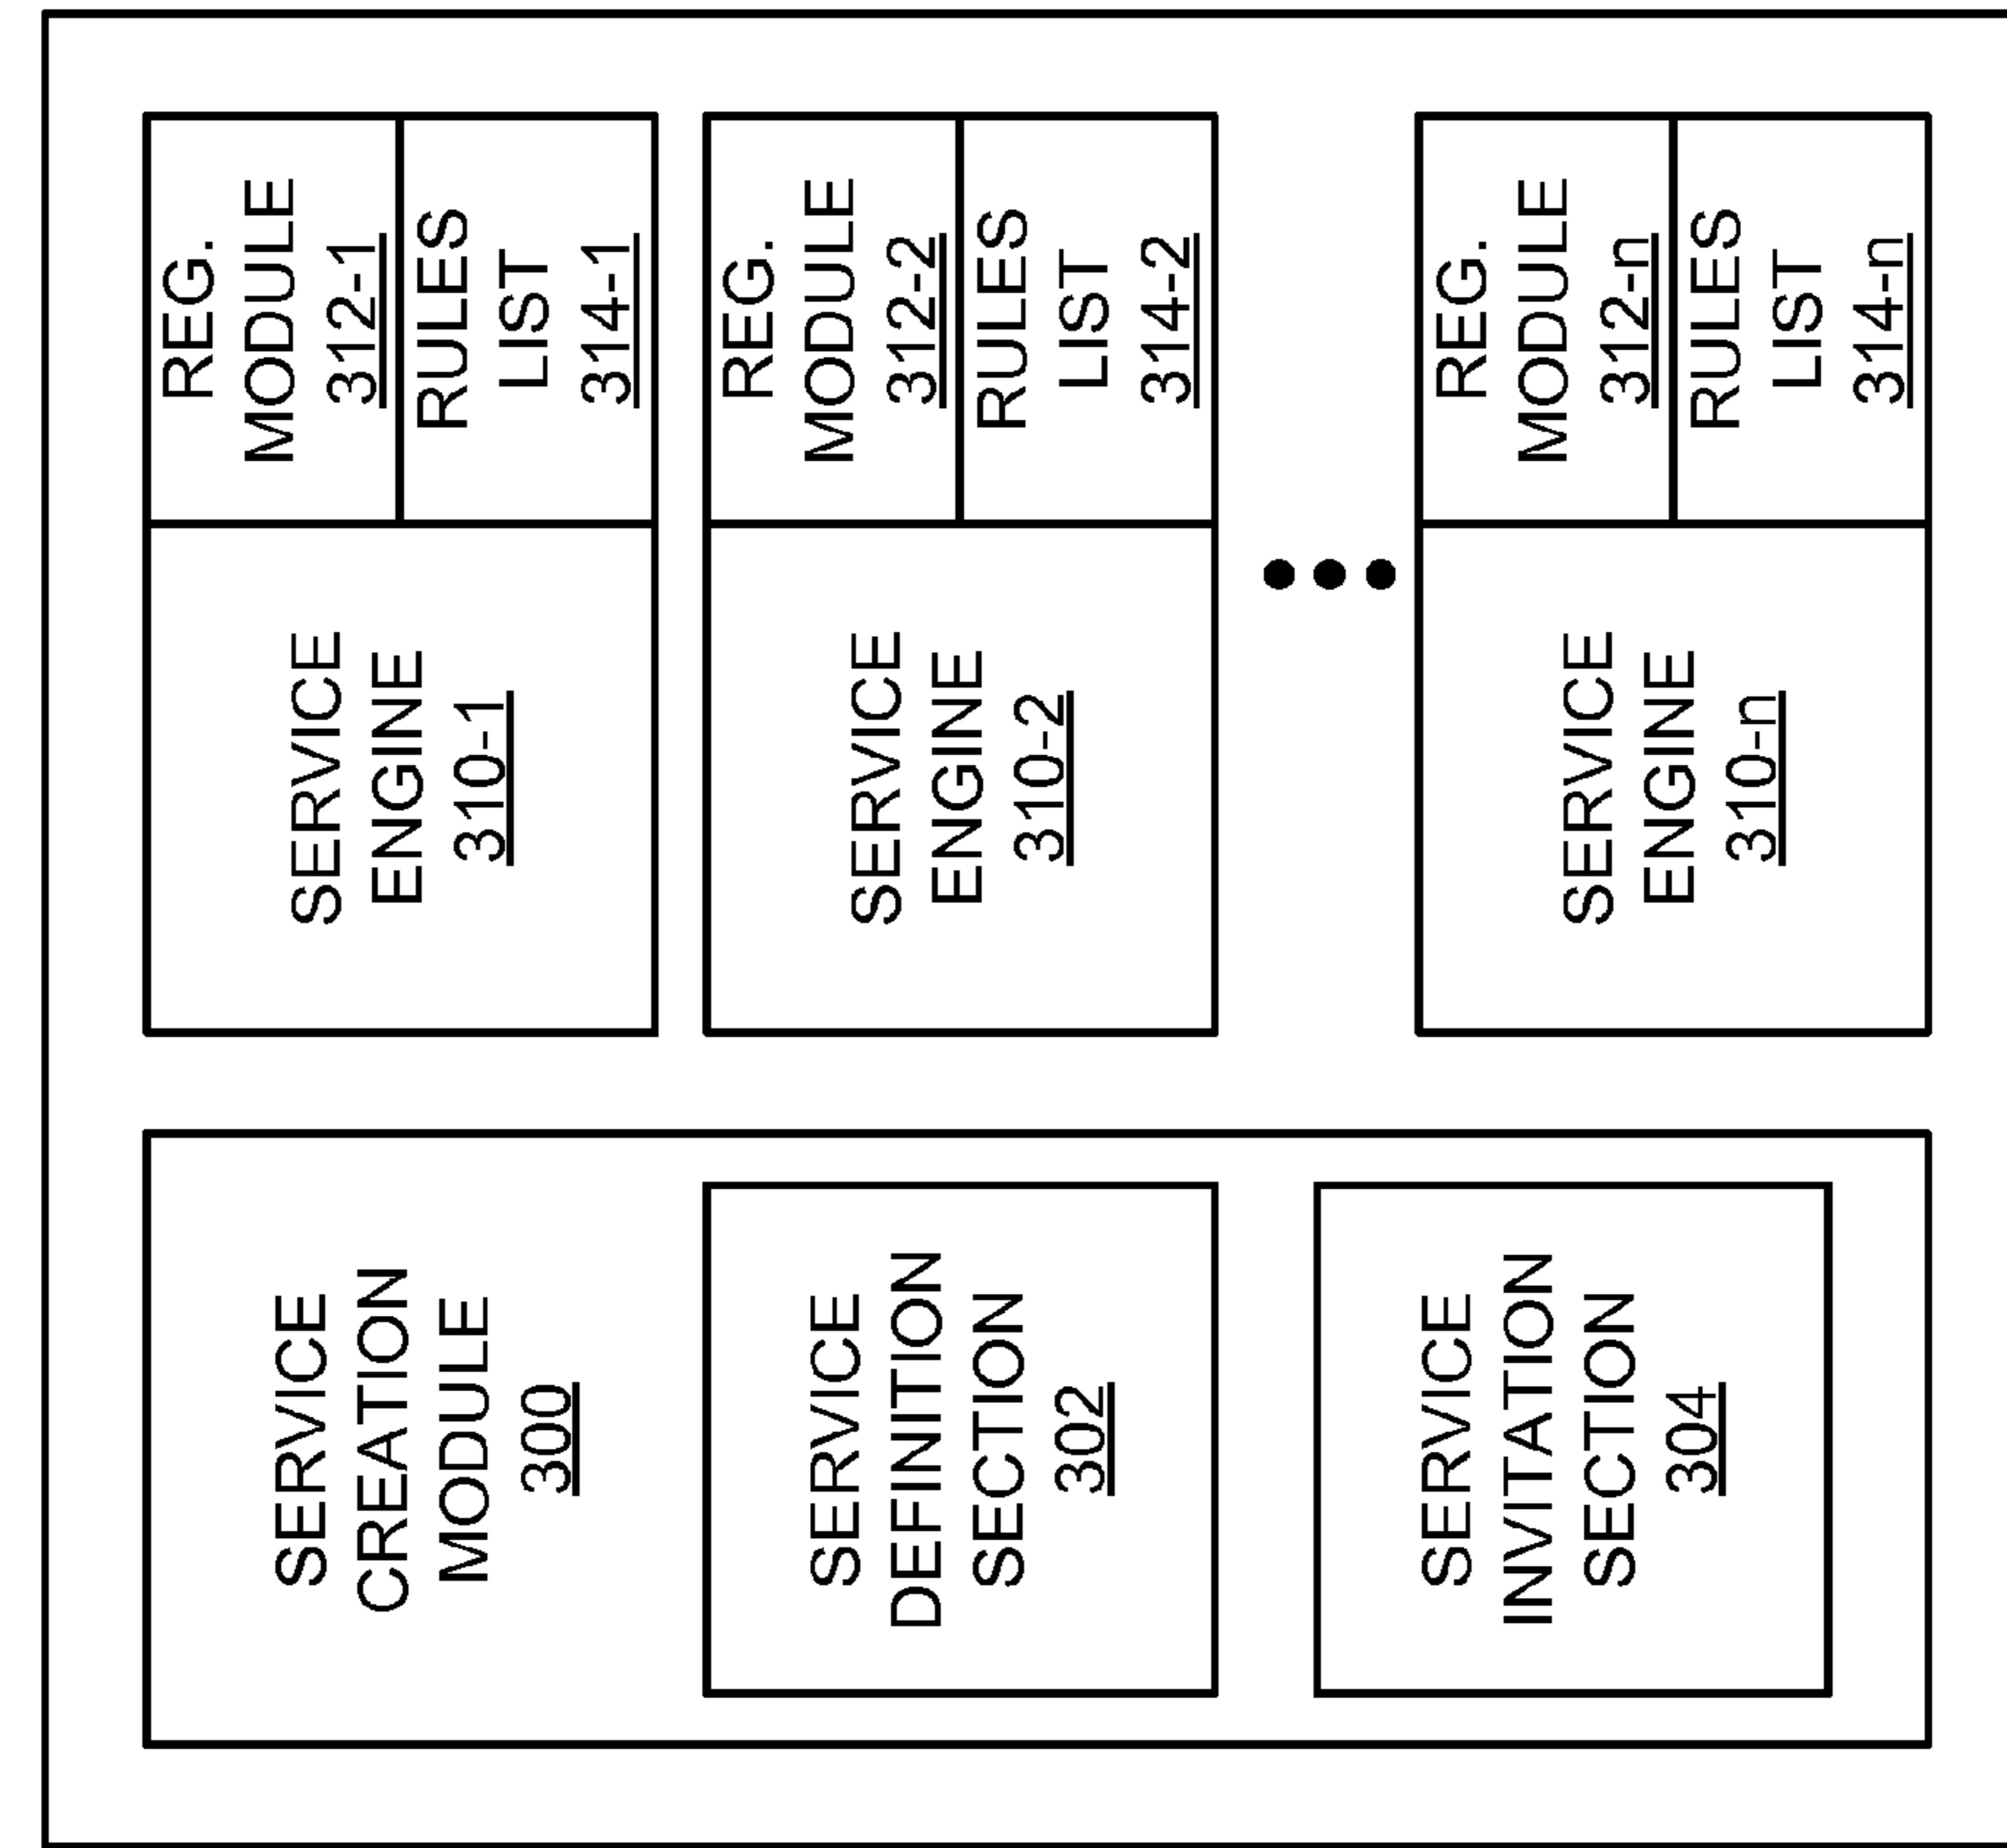 SERVICE
CREATION
MODULE
300
SERVICE
DEFINITION
SECTION
302
SERVICE
INVITATION
SECTION
304
SERVICE
ENGINE
310-1
REG.
MODULE
312-1
RULES
LIST
314-1
SERVICE
ENGINE
310-2
REG.
MODULE
312-2
RULES
LIST
314-2
SERVICE
ENGINE
310-n
REG.
MODULE
312-n
RULES
LIST
314-n